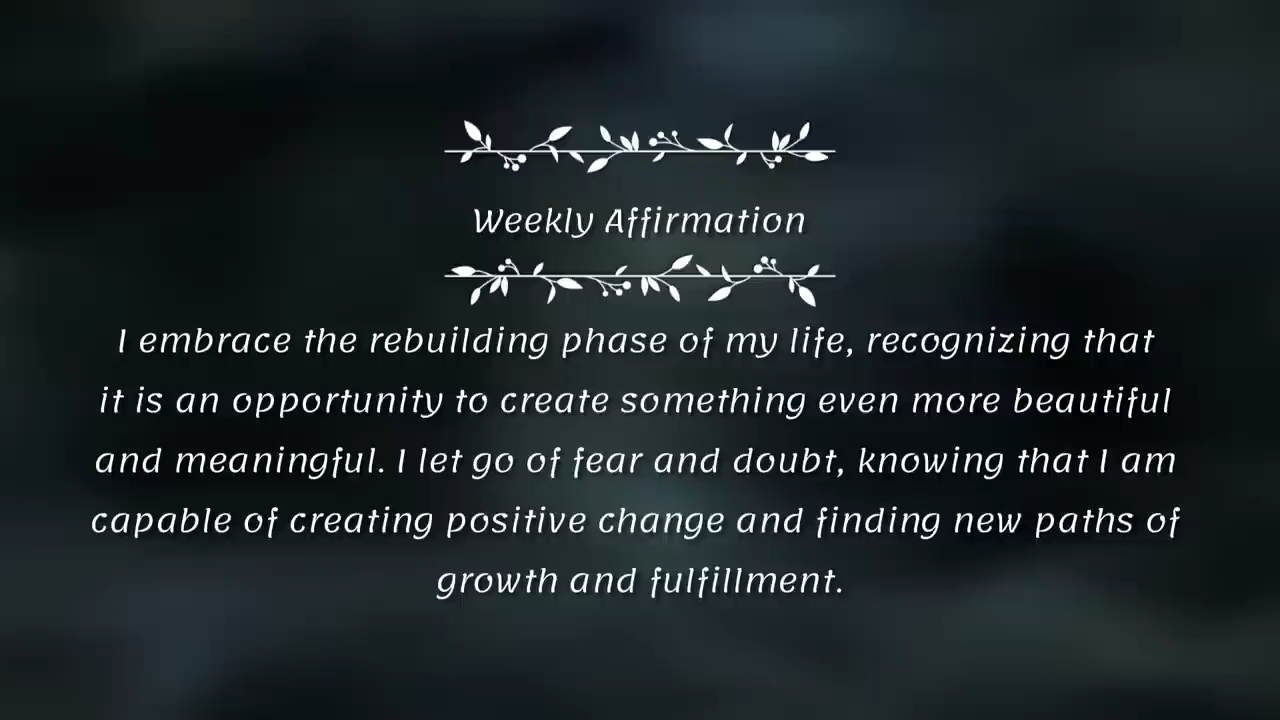 Weekly Affirmation
I embrace the rebuilding phase of my life, recognizing that
it is an opportunity to create something even more beautiful
and meaningful. I let go of fear and doubt, knowing that I am
capable of creating positive change and finding new paths of
growth and fulfillment.